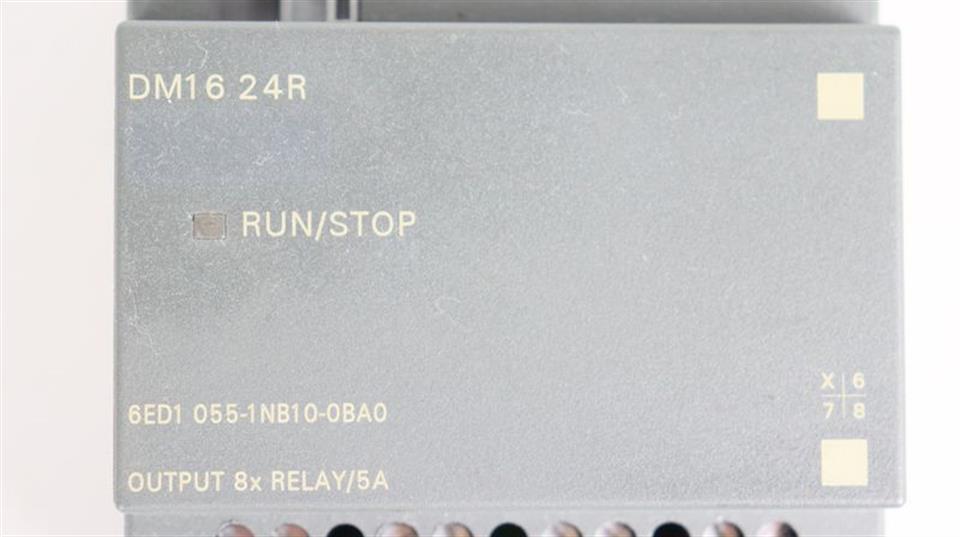 DM16 24R
RUN/STOP
X 6
7 8
6ED1 055-1NB10-0BA0
OUTPUT 8x RELAY/5A